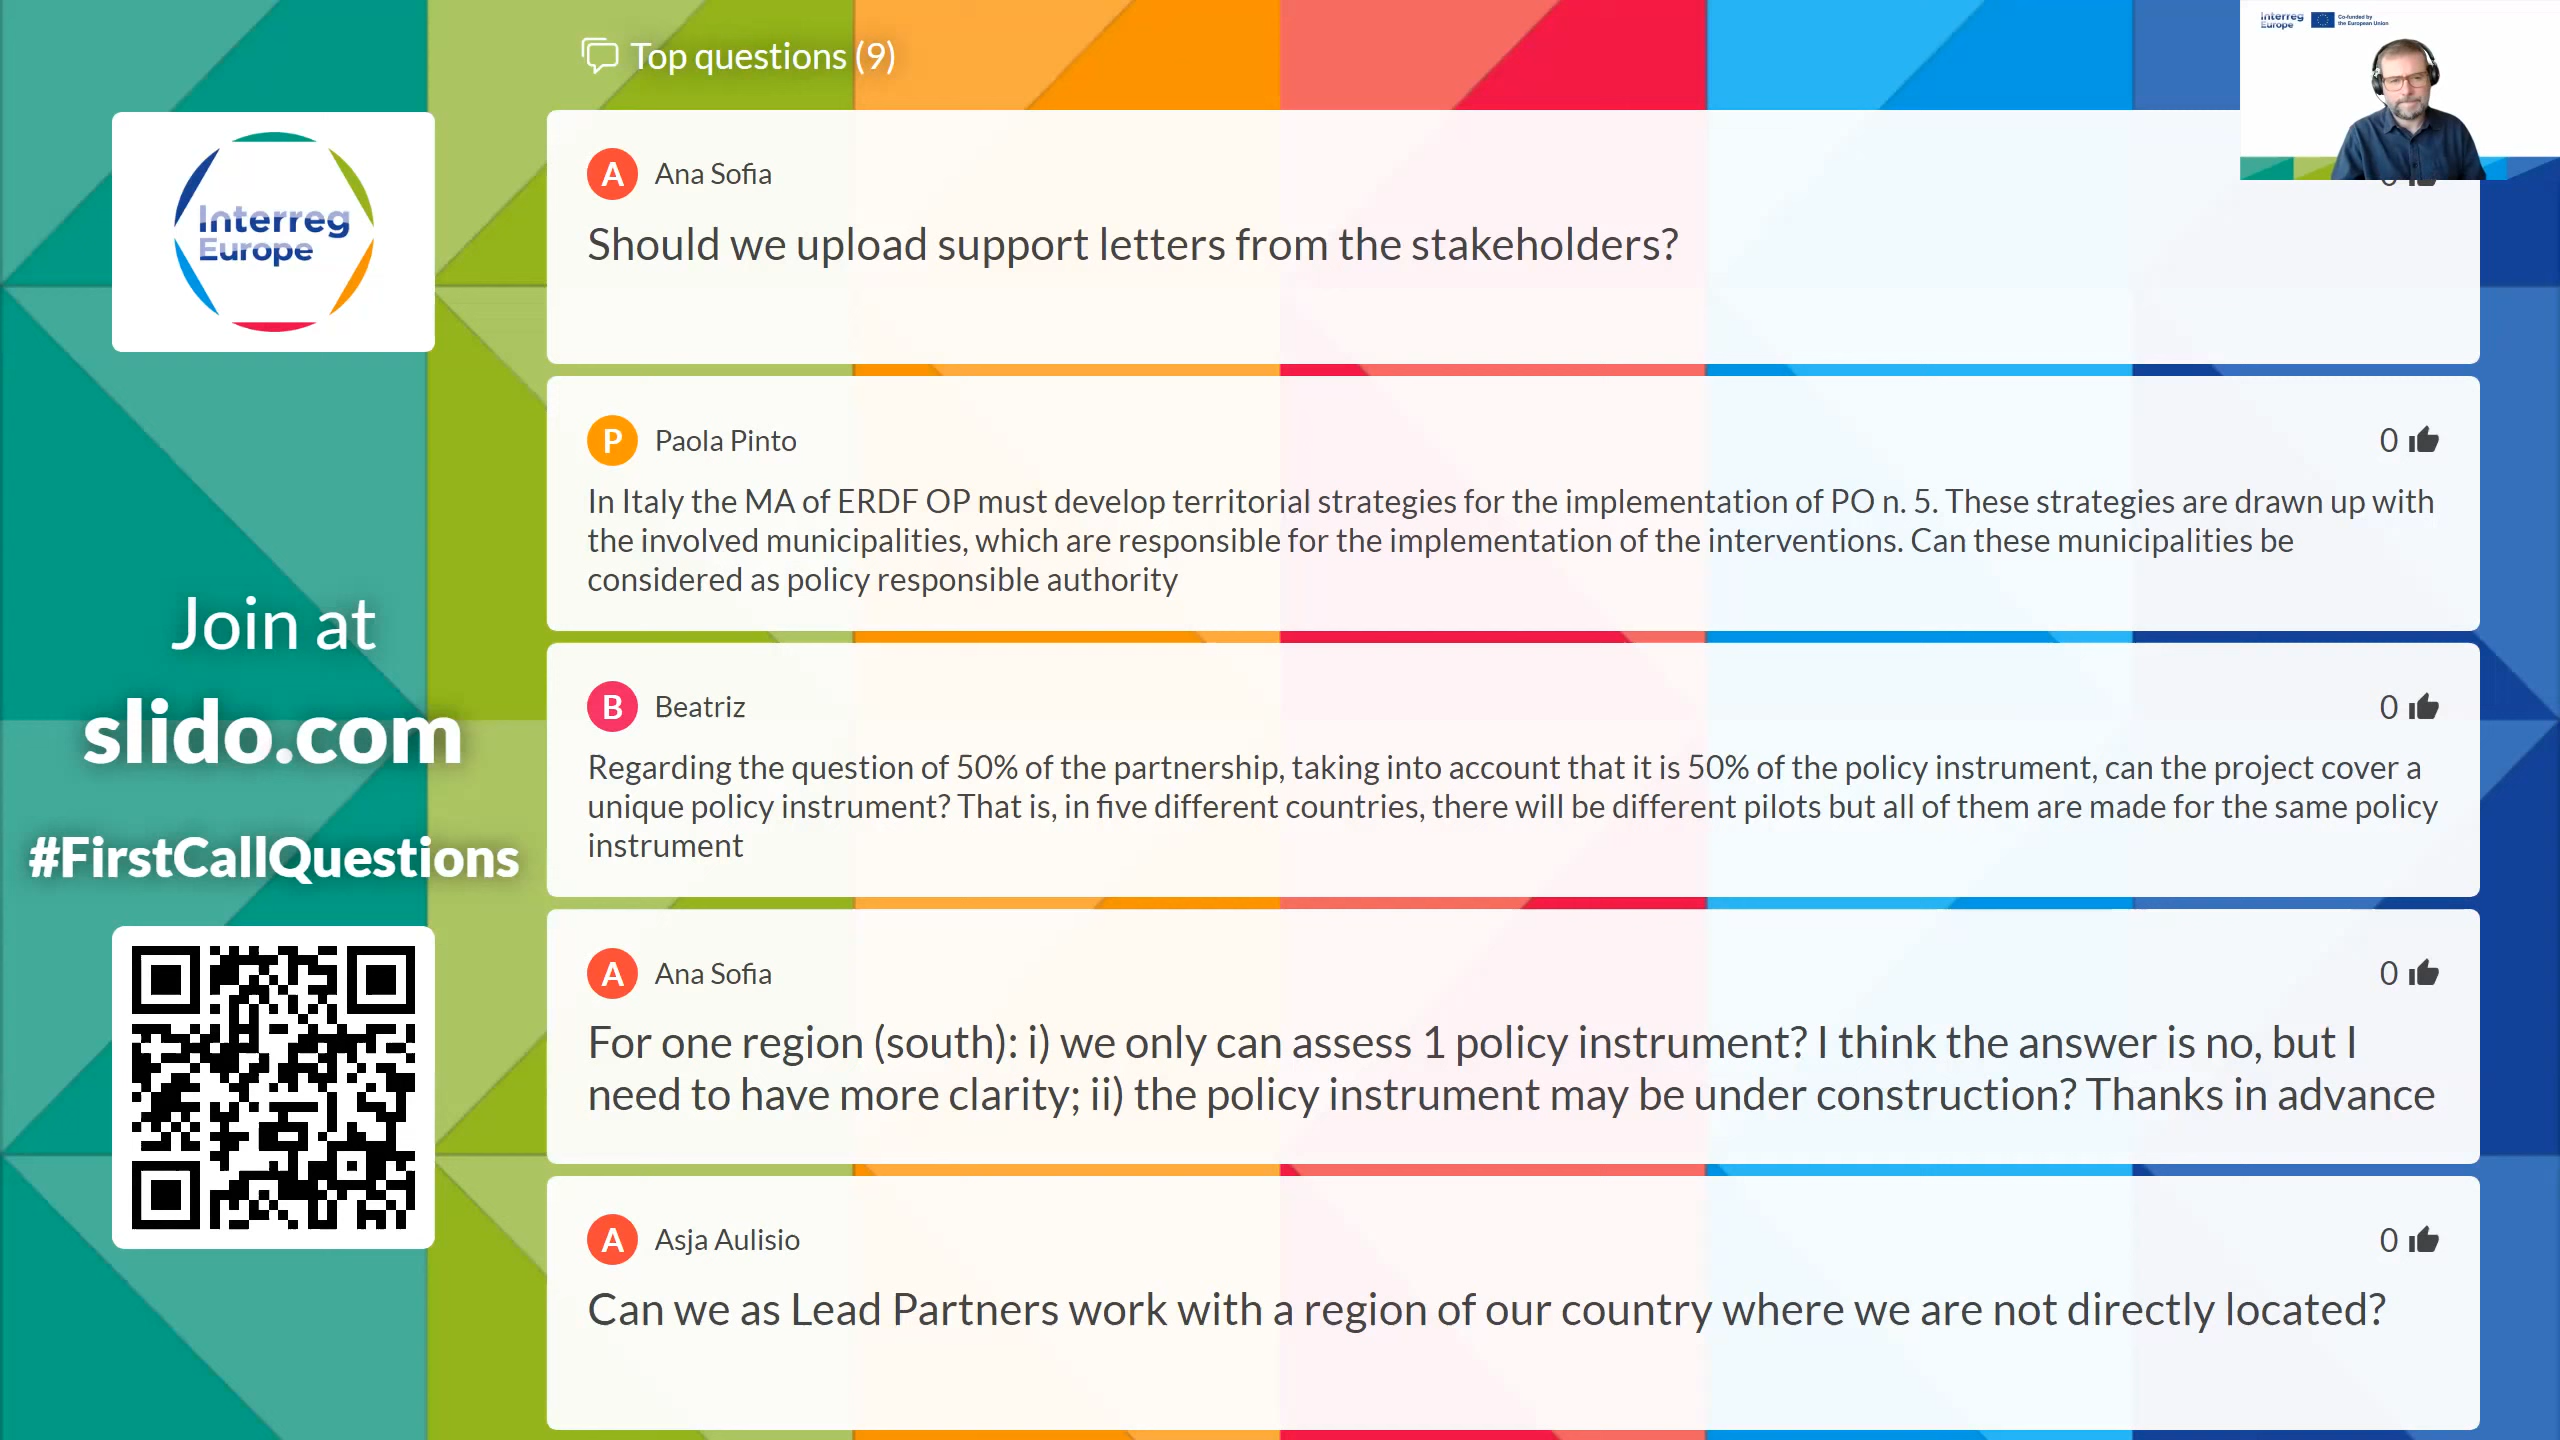 Top questions (9)
Interreg
Europe
Co-funded by
the European Union
Interreg
Europe
Join at
slido.com
#FirstCallQuestions
A Ana Sofia
0
Should we upload support letters from the stakeholders?
P Paola Pinto
0
In Italy the MA of ERDF OP must develop territorial strategies for the implementation of PO n. 5. These strategies are drawn up with
the involved municipalities, which are responsible for the implementation of the interventions. Can these municipalities be
considered as policy responsible authority
B Beatriz
0
Regarding the question of 50% of the partnership, taking into account that it is 50% of the policy instrument, can the project cover a
unique policy instrument? That is, in five different countries, there will be different pilots but all of them are made for the same policy
instrument
A Ana Sofia
0
For one region (south): i) we only can assess 1 policy instrument? I think the answer is no, but I
need to have more clarity; ii) the policy instrument may be under construction? Thanks in advance
A Asja Aulisio
0
Can we as Lead Partners work with a region of our country where we are not directly located?